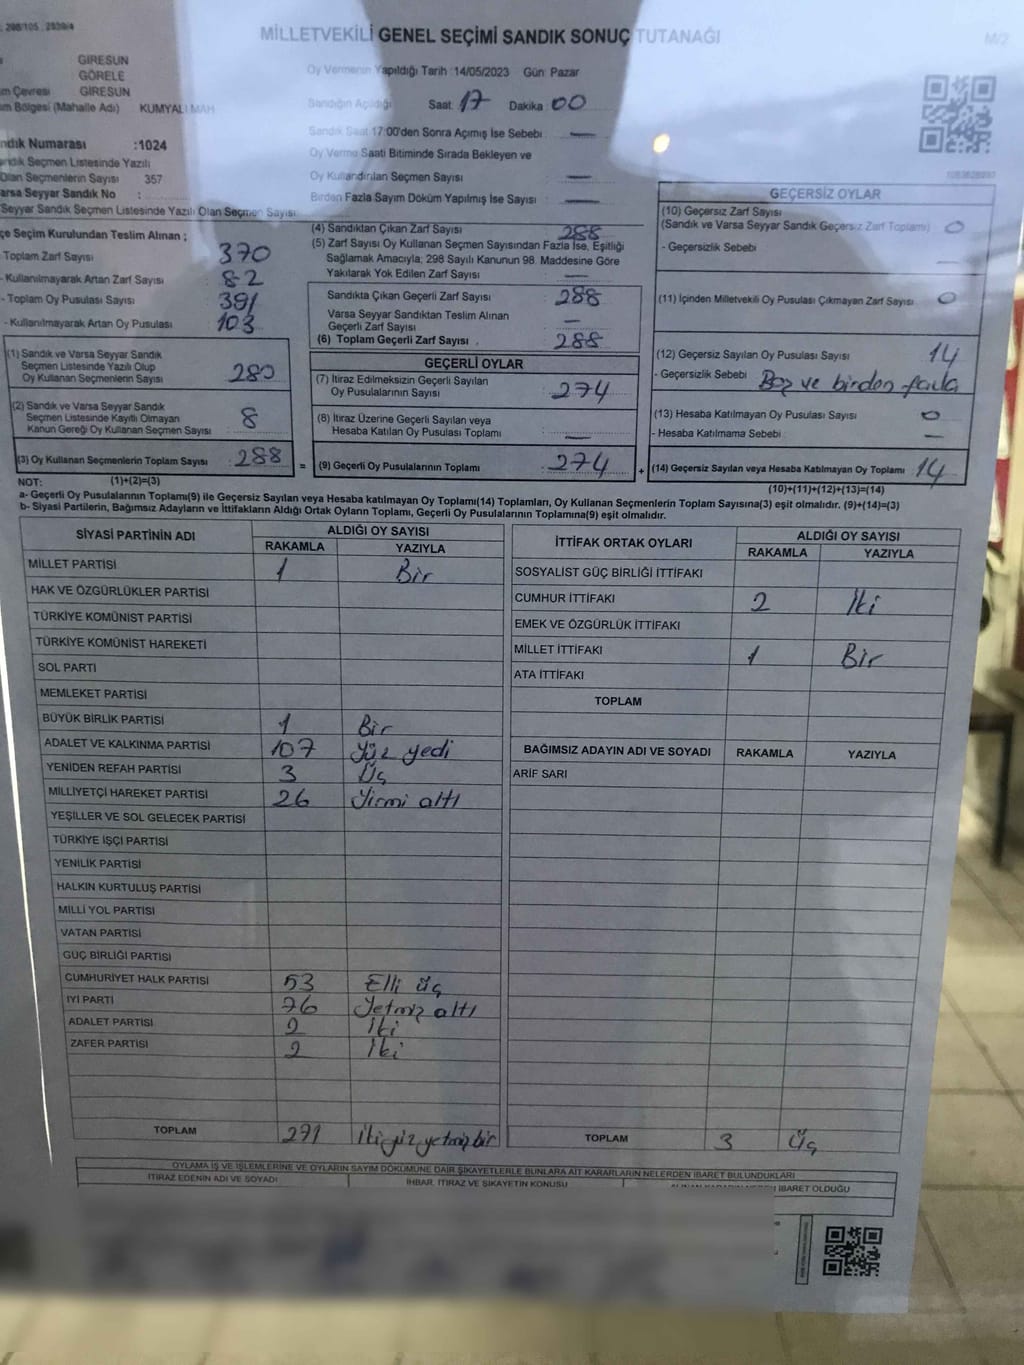 298/105 2839/4
MİLLETVEKİLİ GENEL SEÇİMİ SANDIK SONUÇ TUTANAĞI
M/2
GİRESUN
GÖRELE
m Çevresi GİRESUN
m Bölgesi (Mahalle Adı) KUMYALI MAH
Oy Vermenin Yapıldığı Tarih :14/05/2023 Gün: Pazar
Sandığın Açıldığı Saat 17 Dakika 00
Sandık Saat 17:00'den Sonra Açımış İse Sebebi : —
Oy Verme Saati Bitiminde Sırada Bekleyen ve
Oy Kullandırılan Seçmen Sayısı : —
Birden Fazla Sayım Döküm Yapılmış İse Sayısı : —
ndık Numarası :1024
andık Seçmen Listesinde Yazılı
Olan Seçmenlerin Sayısı 357
arsa Seyyar Sandık No :
Seyyar Sandık Seçmen Listesinde Yazılı Olan Seçmen Sayısı:
çe Seçim Kurulundan Teslim Alınan ;
Toplam Zarf Sayısı 370
- Kullanılmayarak Artan Zarf Sayısı : 82
- Toplam Oy Pusulası Sayısı : 391
- Kullanılmayarak Artan Oy Pusulası : 103
(1) Sandık ve Varsa Seyyar Sandık
Seçmen Listesinde Yazılı Olup
Oy Kullanan Seçmenlerin Sayısı : 280
(2) Sandık ve Varsa Seyyar Sandık
Seçmen Listesinde Kayıtlı Olmayan
Kanun Gereği Oy Kullanan Seçmen Sayısı : 8
(3) Oy Kullanan Seçmenlerin Toplam Sayısı : 288
(4) Sandıktan Çıkan Zarf Sayısı : 288
(5) Zarf Sayısı Oy Kullanan Seçmen Sayısından Fazla İse, Eşitliği
Sağlamak Amacıyla; 298 Sayılı Kanunun 98. Maddesine Göre
Yakılarak Yok Edilen Zarf Sayısı : —
Sandıkta Çıkan Geçerli Zarf Sayısı : 288
Varsa Seyyar Sandıktan Teslim Alınan
Geçerli Zarf Sayısı : —
(6) Toplam Geçerli Zarf Sayısı : 288
GEÇERLİ OYLAR
(7) İtiraz Edilmeksizin Geçerli Sayılan
Oy Pusulalarının Sayısı : 274
(8) İtiraz Üzerine Geçerli Sayılan veya
Hesaba Katılan Oy Pusulası Toplamı : —
= (9) Geçerli Oy Pusulalarının Toplamı : 274
GEÇERSİZ OYLAR
(10) Geçersiz Zarf Sayısı
(Sandık ve Varsa Seyyar Sandık Geçersiz Zarf Toplamı) : 0
- Geçersizlik Sebebi : —
(11) İçinden Milletvekili Oy Pusulası Çıkmayan Zarf Sayısı : 0
(12) Geçersiz Sayılan Oy Pusulası Sayısı : 14
- Geçersizlik Sebebi : Boş ve birden fazla
(13) Hesaba Katılmayan Oy Pusulası Sayısı : 0
- Hesaba Katılmama Sebebi : —
+ (14) Geçersiz Sayılan veya Hesaba Katılmayan Oy Toplamı : 14
NOT: (1)+(2)=(3)
(10)+(11)+(12)+(13)=(14)
a- Geçerli Oy Pusulalarının Toplamı(9) ile Geçersiz Sayılan veya Hesaba katılmayan Oy Toplamı(14) Toplamları, Oy Kullanan Seçmenlerin Toplam Sayısına(3) eşit olmalıdır. (9)+(14)=(3)
b- Siyasi Partilerin, Bağımsız Adayların ve İttifakların Aldığı Ortak Oyların Toplamı, Geçerli Oy Pusulalarının Toplamına(9) eşit olmalıdır.
SİYASİ PARTİNİN ADI ALDIĞI OY SAYISI
RAKAMLA YAZIYLA
MİLLET PARTİSİ 1 Bir
HAK VE ÖZGÜRLÜKLER PARTİSİ
TÜRKİYE KOMÜNİST PARTİSİ
TÜRKİYE KOMÜNİST HAREKETİ
SOL PARTİ
MEMLEKET PARTİSİ
BÜYÜK BİRLİK PARTİSİ 1 Bir
ADALET VE KALKINMA PARTİSİ 107 Yüz yedi
YENİDEN REFAH PARTİSİ 3 Üç
MİLLİYETÇİ HAREKET PARTİSİ 26 Yirmi altı
YEŞİLLER VE SOL GELECEK PARTİSİ
TÜRKİYE İŞÇİ PARTİSİ
YENİLİK PARTİSİ
HALKIN KURTULUŞ PARTİSİ
MİLLİ YOL PARTİSİ
VATAN PARTİSİ
GÜÇ BİRLİĞİ PARTİSİ
CUMHURİYET HALK PARTİSİ 53 Elli üç
İYİ PARTİ 76 Yetmiş altı
ADALET PARTİSİ 2 İki
ZAFER PARTİSİ 2 İki
TOPLAM 271 İkiyüz yetmiş bir
İTTİFAK ORTAK OYLARI ALDIĞI OY SAYISI
RAKAMLA YAZIYLA
SOSYALİST GÜÇ BİRLİĞİ İTTİFAKI
CUMHUR İTTİFAKI 2 İki
EMEK VE ÖZGÜRLÜK İTTİFAKI
MİLLET İTTİFAKI 1 Bir
ATA İTTİFAKI
TOPLAM
BAĞIMSIZ ADAYIN ADI VE SOYADI RAKAMLA YAZIYLA
ARİF SARI
TOPLAM 3 Üç
OYLAMA İŞ VE İŞLEMLERİNE VE OYLARIN SAYIM DÖKÜMÜNE DAİR ŞİKAYETLERLE BUNLARA AİT KARARLARIN NELERDEN İBARET BULUNDUKLARI
İTİRAZ EDENİN ADI VE SOYADI İHBAR, İTİRAZ VE ŞİKAYETİN KONUSU İBARET OLDUĞU